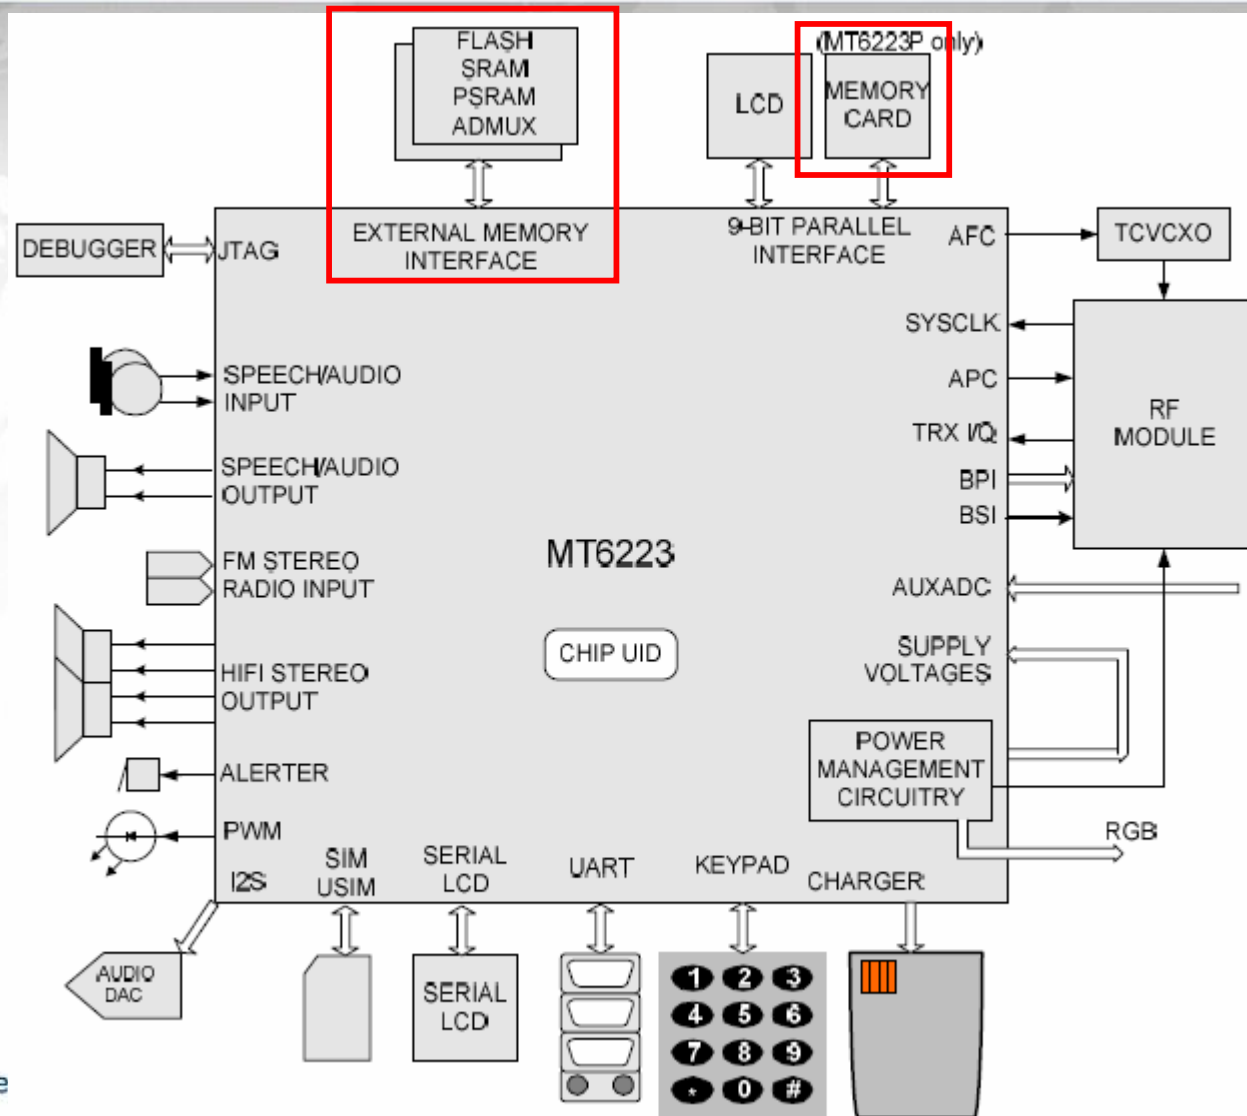 FLASH
SRAM
PSRAM
ADMUX
(MT6223P only)
LCD
MEMORY
CARD
EXTERNAL MEMORY
INTERFACE
9-BIT PARALLEL
INTERFACE
DEBUGGER
JTAG
AFC
TCVCXO
SYSCLK
SPEECH/AUDIO
INPUT
APC
RF
MODULE
TRX I/Q
SPEECH/AUDIO
OUTPUT
BPI
BSI
MT6223
FM STEREO
RADIO INPUT
AUXADC
CHIP UID
SUPPLY
VOLTAGES
HIFI STEREO
OUTPUT
POWER
MANAGEMENT
CIRCUITRY
ALERTER
PWM
RGB
I2S
SIM
USIM
SERIAL
LCD
UART
KEYPAD
CHARGER
AUDIO
DAC
SERIAL
LCD
1 2 3
4 5 6
7 8 9
* 0 #
e